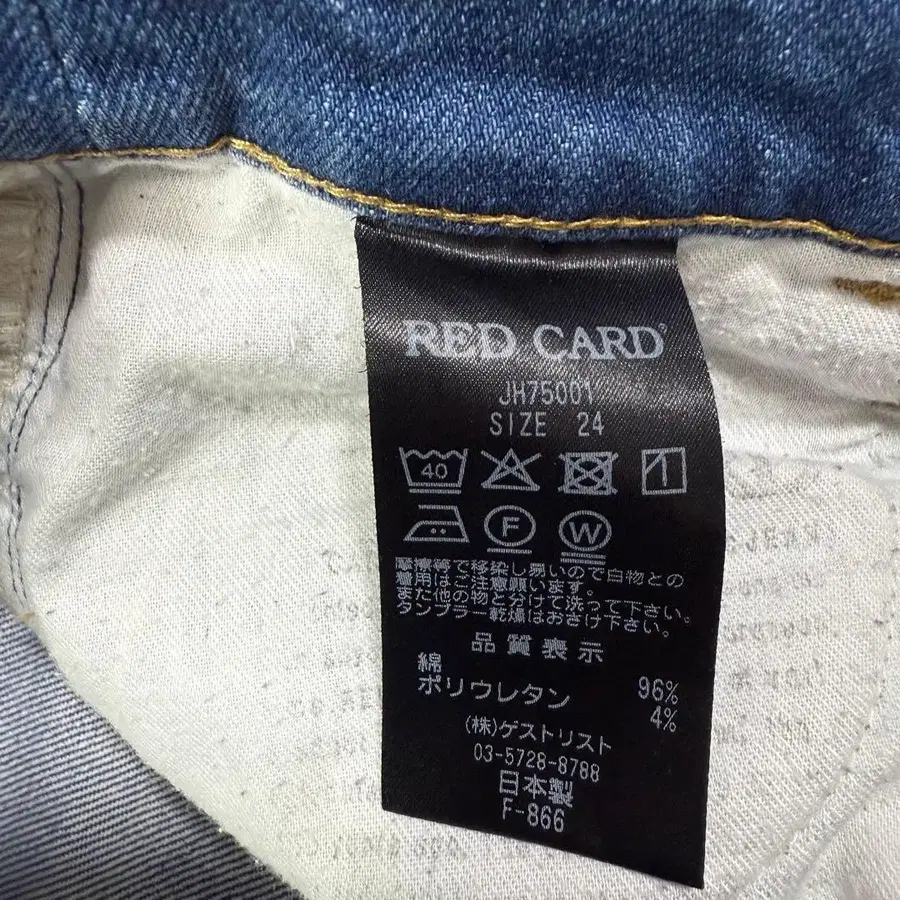 RED CARD
JH75001
SIZE 24
40
F W
摩擦等で移染し易いので白物との
着用はご注意願います。
また他の物と分けて洗って下さい。
タンブラー乾燥はおさけ下さい。
品質表示
綿 96%
ポリウレタン 4%
(株)ゲストリスト
03-5728-8788
日本製
F-866